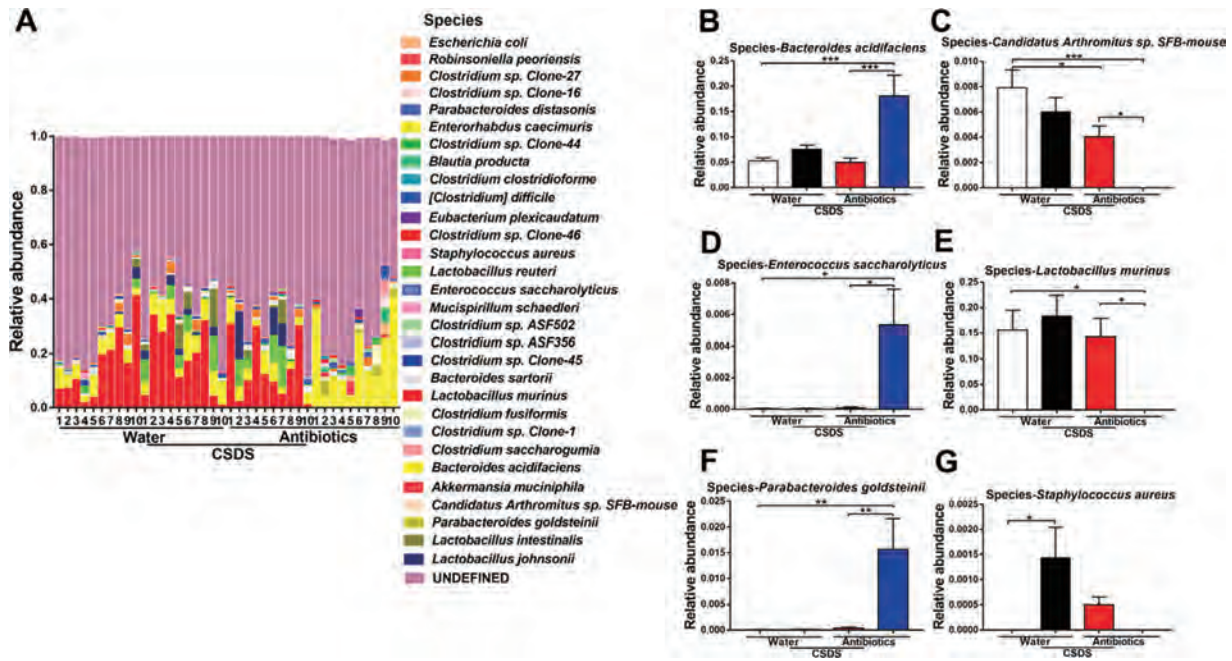 A
Species
Escherichia coli
Robinsoniella peoriensis
Clostridium sp. Clone-27
Clostridium sp. Clone-16
Parabacteroides distasonis
Enterorhabdus caecimuris
Clostridium sp. Clone-44
Blautia producta
Clostridium clostridioforme
[Clostridium] difficile
Eubacterium plexicaudatum
Clostridium sp. Clone-46
Staphylococcus aureus
Lactobacillus reuteri
Enterococcus saccharolyticus
Mucispirillum schaedleri
Clostridium sp. ASF502
Clostridium sp. ASF356
Clostridium sp. Clone-45
Bacteroides sartorii
Lactobacillus murinus
Clostridium fusiformis
Clostridium sp. Clone-1
Clostridium saccharogumia
Bacteroides acidifaciens
Akkermansia muciniphila
Candidatus Arthromitus sp. SFB-mouse
Parabacteroides goldsteinii
Lactobacillus intestinalis
Lactobacillus johnsonii
UNDEFINED
Relative abundance
1.0
0.8
0.6
0.4
0.2
0.0
1 2 3 4 5 6 7 8 9 10 1 2 3 4 5 6 7 8 9 10 1 2 3 4 5 6 7 8 9 10 1 2 3 4 5 6 7 8 9 10
Water Antibiotics
CSDS
B
Species-Bacteroides acidifaciens
Relative abundance
0.25
0.20
0.15
0.10
0.05
0.00
***
***
Water Antibiotics
CSDS
C
Species-Candidatus Arthromitus sp. SFB-mouse
Relative abundance
0.010
0.008
0.006
0.004
0.002
0.000
***
*
*
Water Antibiotics
CSDS
D
Species-Enterococcus saccharolyticus
Relative abundance
0.008
0.006
0.004
0.002
0.000
*
*
Water Antibiotics
CSDS
E
Species-Lactobacillus murinus
Relative abundance
0.25
0.20
0.15
0.10
0.05
0.00
*
*
Water Antibiotics
CSDS
F
Species-Parabacteroides goldsteinii
Relative abundance
0.025
0.020
0.015
0.010
0.005
0.000
**
**
Water Antibiotics
CSDS
G
Species-Staphylococcus aureus
Relative abundance
0.0025
0.0020
0.0015
0.0010
0.0005
0.0000
*
Water Antibiotics
CSDS